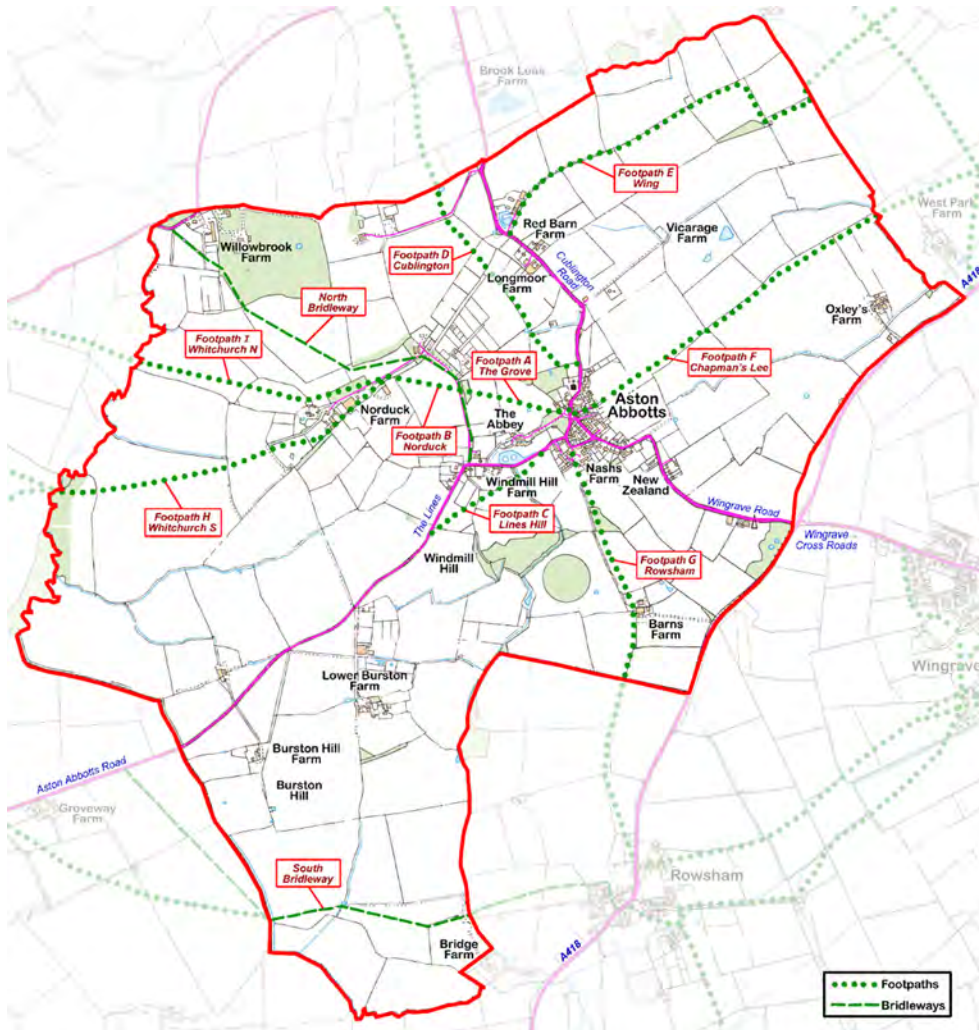 Brook Luas
Farm
Footpath E
Wing
West Park
Farm
Red Barn
Farm
Vicarage
Farm
Willowbrook
Farm
Footpath D
Cublington
Cublington
Road
A418
Longmoor
Farm
North
Bridleway
Oxley's
Farm
Footpath I
Whitchurch N
Footpath A
The Grove
Footpath F
Chapman's Lee
Aston
Abbotts
Norduck
Farm
The
Abbey
Footpath B
Norduck
Nashs
Farm
New
Zealand
Windmill Hill
Farm
Footpath H
Whitchurch S
The Lines
Footpath C
Lines Hill
Wingrave Road
Wingrave
Cross Roads
Windmill
Hill
Footpath G
Rowsham
Barns
Farm
Wingrave
Lower Burston
Farm
Burston Hill
Farm
Aston Abbotts Road
Burston
Hill
Groveway
Farm
South
Bridleway
Rowsham
Bridge
Farm
A418
Footpaths
Bridleways